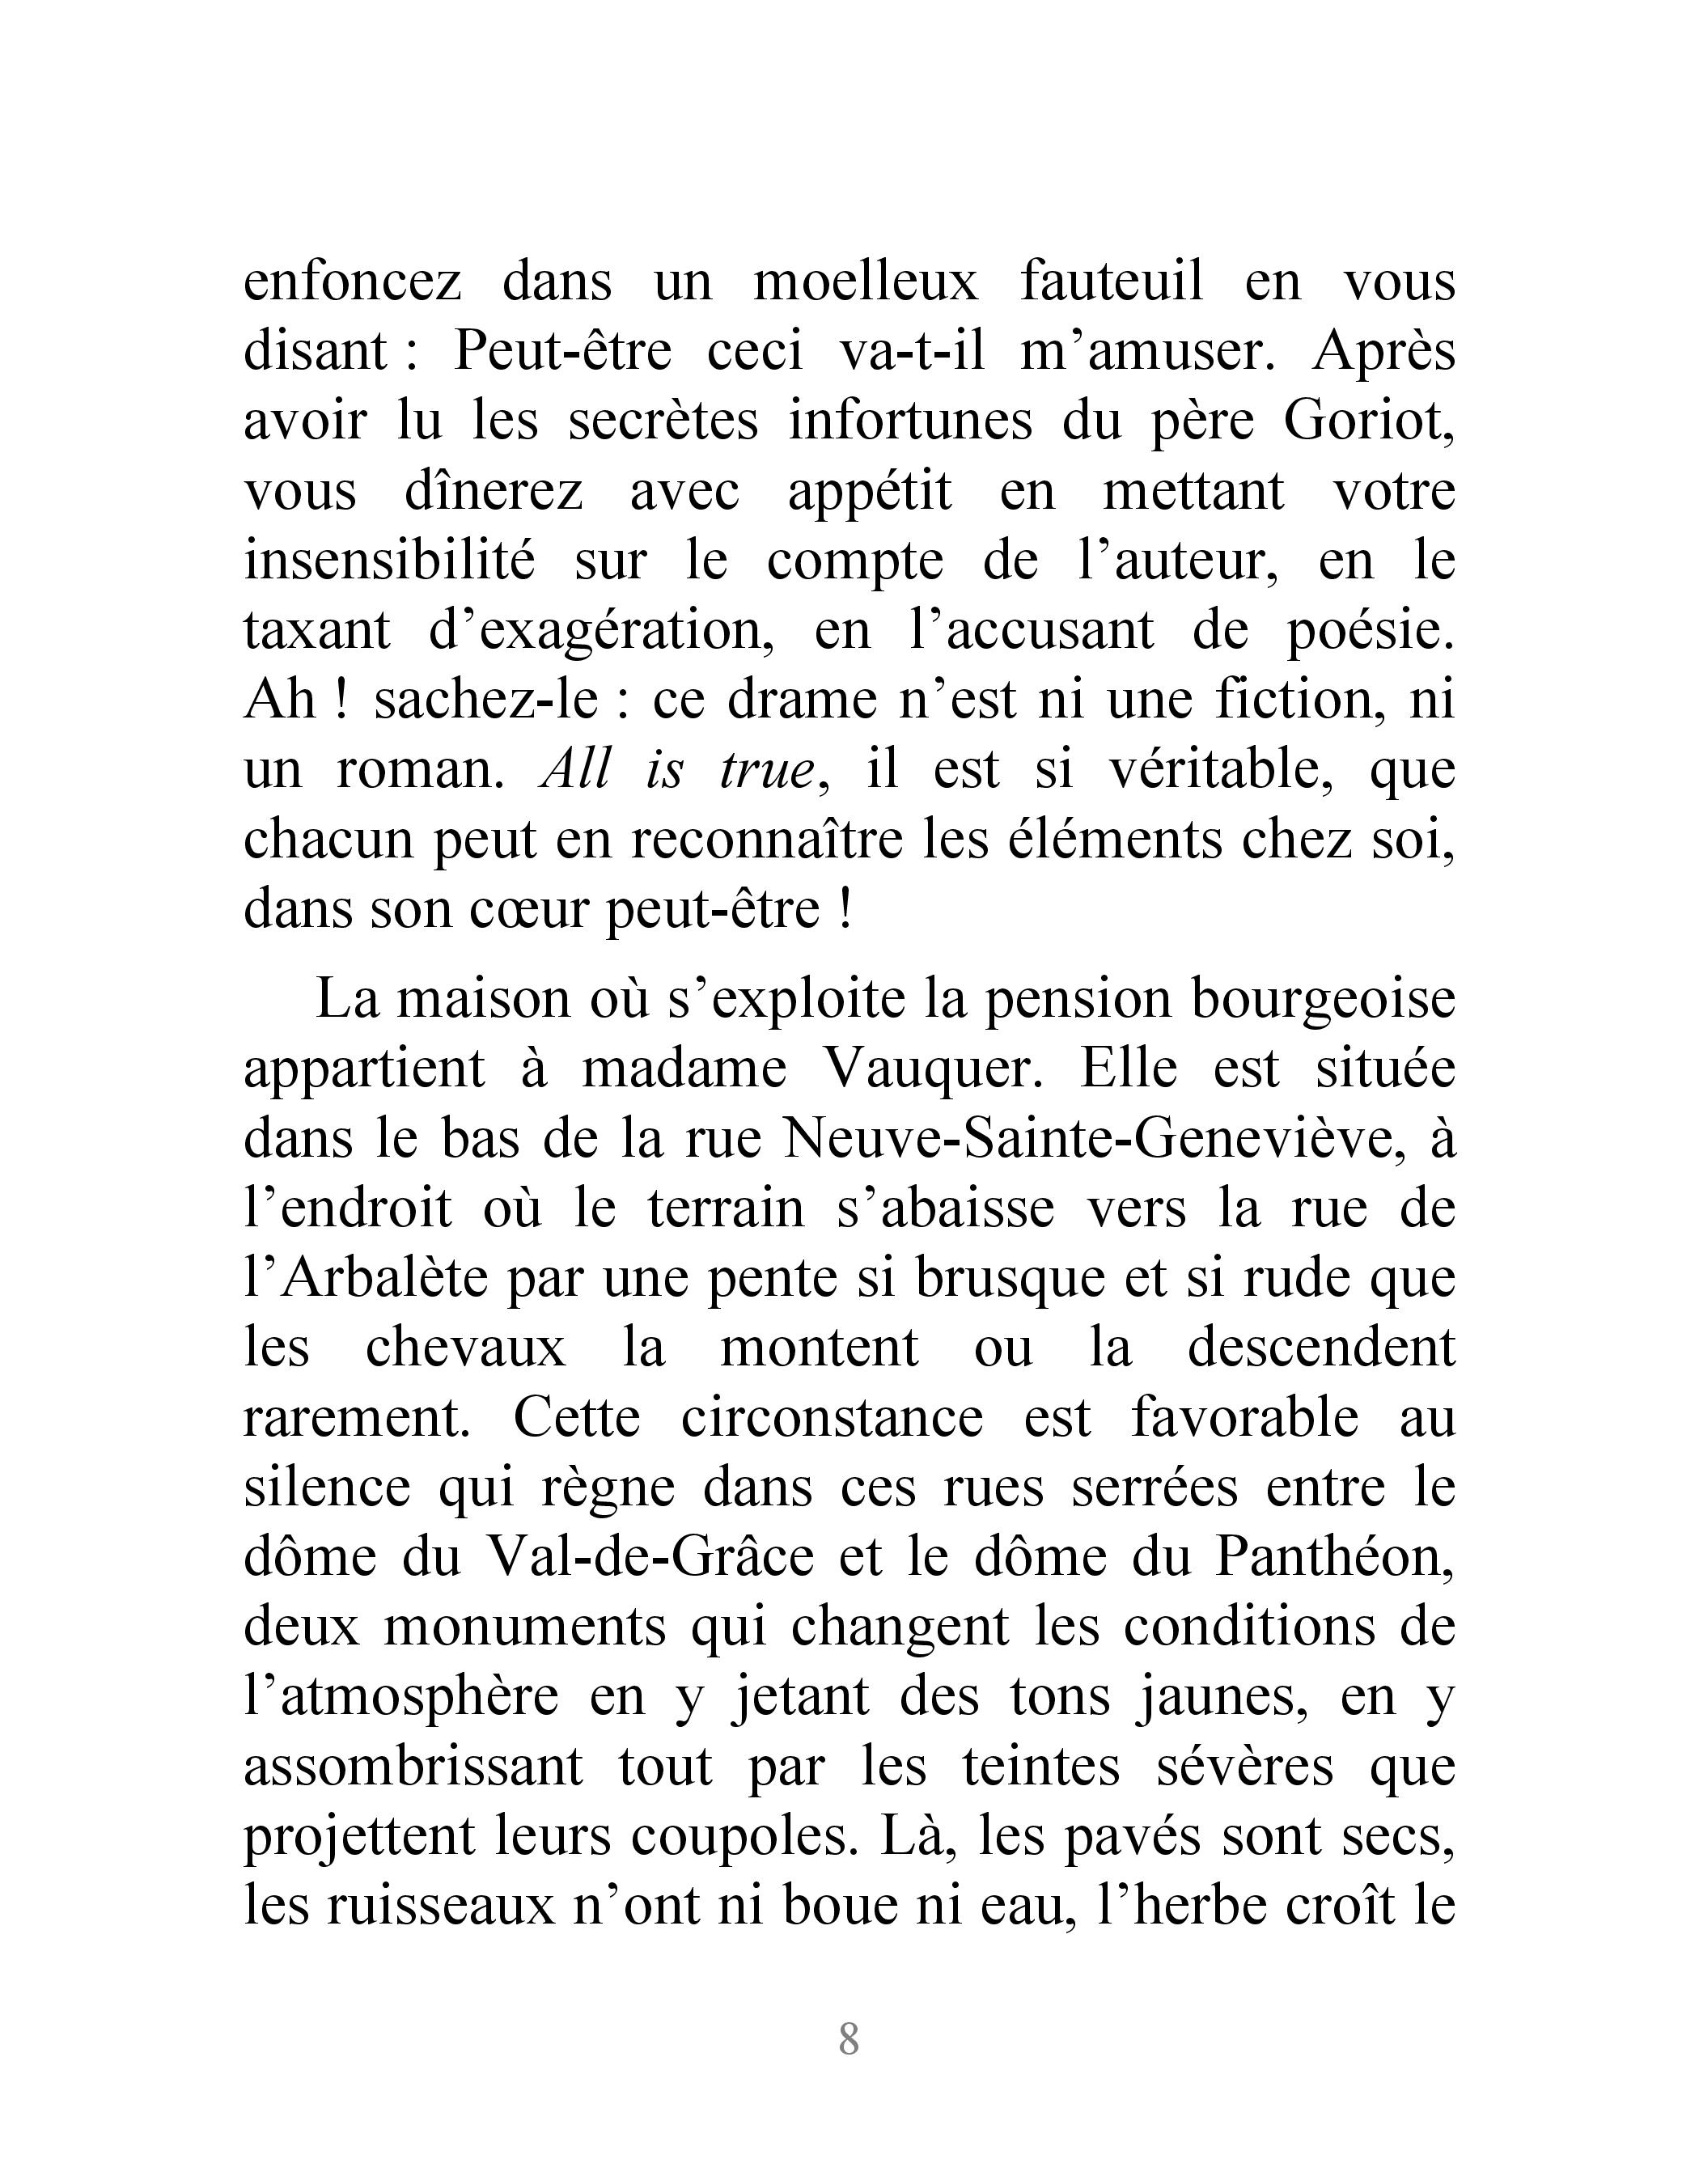 enfoncez dans un moelleux fauteuil en vous
disant : Peut-être ceci va-t-il m’amuser. Après
avoir lu les secrètes infortunes du père Goriot,
vous dînerez avec appétit en mettant votre
insensibilité sur le compte de l’auteur, en le
taxant d’exagération, en l’accusant de poésie.
Ah ! sachez-le : ce drame n’est ni une fiction, ni
un roman. All is true, il est si véritable, que
chacun peut en reconnaître les éléments chez soi,
dans son cœur peut-être !
La maison où s’exploite la pension bourgeoise
appartient à madame Vauquer. Elle est située
dans le bas de la rue Neuve-Sainte-Geneviève, à
l’endroit où le terrain s’abaisse vers la rue de
l’Arbalète par une pente si brusque et si rude que
les chevaux la montent ou la descendent
rarement. Cette circonstance est favorable au
silence qui règne dans ces rues serrées entre le
dôme du Val-de-Grâce et le dôme du Panthéon,
deux monuments qui changent les conditions de
l’atmosphère en y jetant des tons jaunes, en y
assombrissant tout par les teintes sévères que
projettent leurs coupoles. Là, les pavés sont secs,
les ruisseaux n’ont ni boue ni eau, l’herbe croît le
8